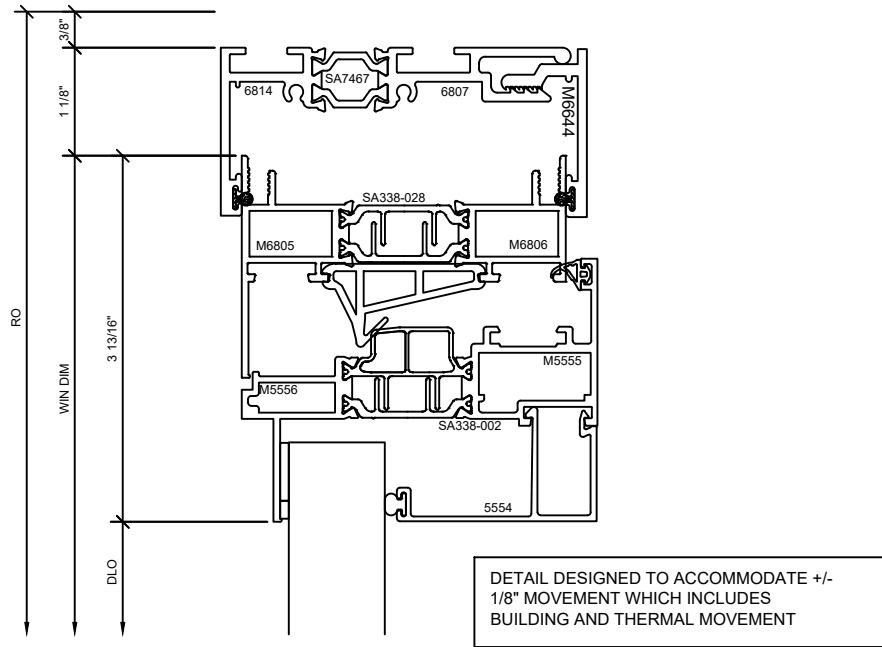 3/8"
1 1/8"
SA7467
6814
6807
M6644
SA338-028
M6805
M6806
RO
WIN DIM
3 13/16"
M5555
M5556
SA338-002
5554
DLO
DETAIL DESIGNED TO ACCOMMODATE +/-
1/8" MOVEMENT WHICH INCLUDES
BUILDING AND THERMAL MOVEMENT